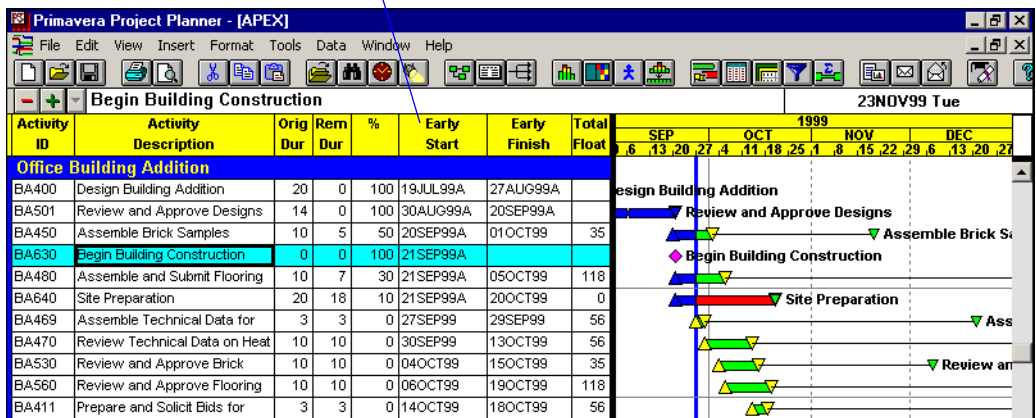 Primavera Project Planner - [APEX]
File Edit View Insert Format Tools Data Window Help
Begin Building Construction 23NOV99 Tue
Activity ID Activity Description Orig Dur Rem Dur % Early Start Early Finish Total Float
1999
SEP OCT NOV DEC
,6 ,13 ,20 ,27 ,4 ,11 ,18 ,25 ,1 ,8 ,15 ,22 ,29 ,6 ,13 ,20 ,27
Office Building Addition
BA400 Design Building Addition 20 0 100 19JUL99A 27AUG99A esign Building Addition
BA501 Review and Approve Designs 14 0 100 30AUG99A 20SEP99A Review and Approve Designs
BA450 Assemble Brick Samples 10 5 50 20SEP99A 01OCT99 35 Assemble Brick Sa
BA630 Begin Building Construction 0 0 100 21SEP99A Begin Building Construction
BA480 Assemble and Submit Flooring 10 7 30 21SEP99A 05OCT99 118
BA640 Site Preparation 20 18 10 21SEP99A 20OCT99 0 Site Preparation
BA469 Assemble Technical Data for 3 3 0 27SEP99 29SEP99 56 Ass
BA470 Review Technical Data on Heat 10 10 0 30SEP99 13OCT99 56
BA530 Review and Approve Brick 10 10 0 04OCT99 15OCT99 35 Review an
BA560 Review and Approve Flooring 10 10 0 06OCT99 19OCT99 118
BA411 Prepare and Solicit Bids for 3 3 0 14OCT99 18OCT99 56